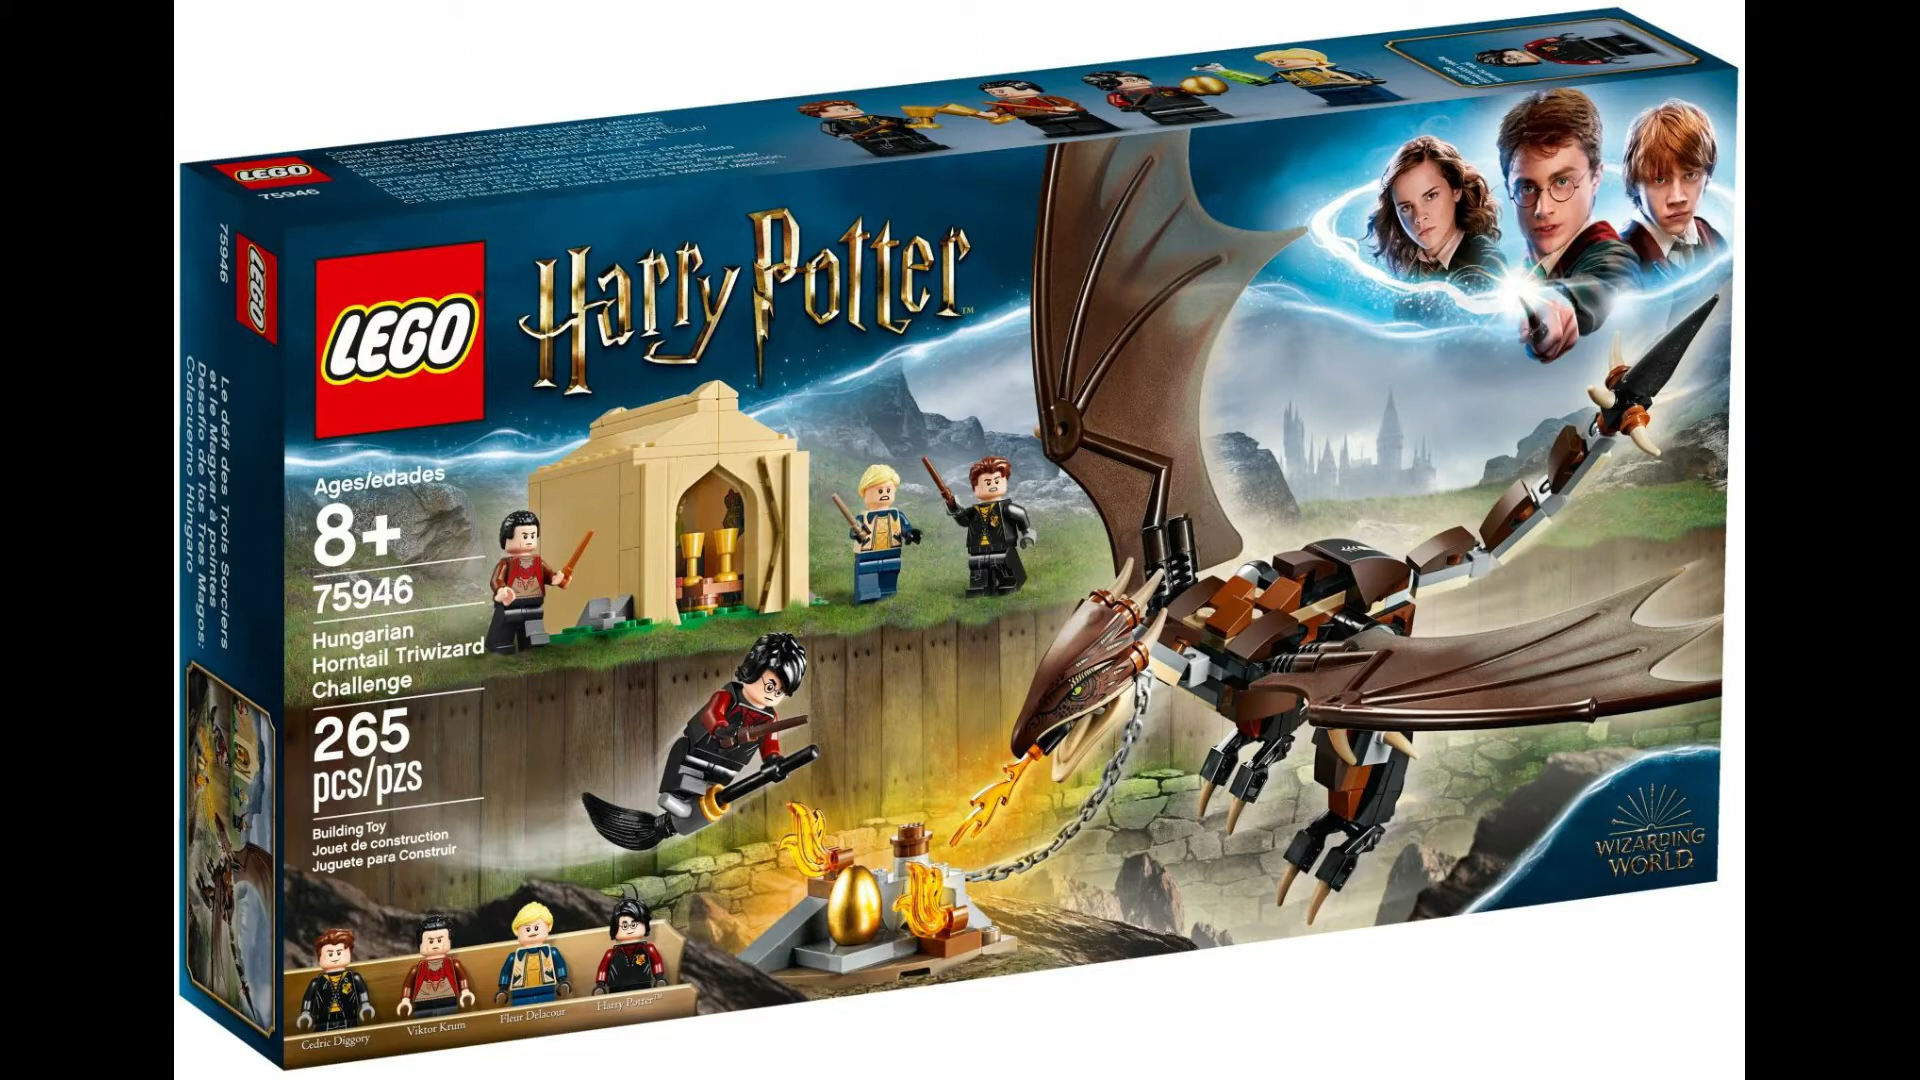 LEGO
75946
75946
LEGO
Le défi des Trois Sorciers
et le Magyar à pointes
Desafío de los Tres Magos:
Colacuerno Húngaro
LEGO
Harry Potter™
Ages/edades
8+
75946
Hungarian
Horntail Triwizard
Challenge
265
pcs/pzs
Building Toy
Jouet de construction
Juguete para Construir
Cedric Diggory
Viktor Krum
Fleur Delacour
Harry Potter™
WIZARDING
WORLD